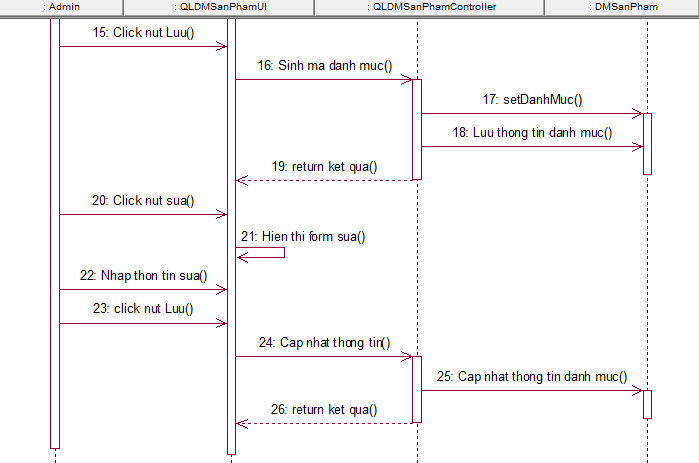 : Admin
: QLDMSanPhamUI
: QLDMSanPhamController
: DMSanPham
15: Click nut Luu()
16: Sinh ma danh muc()
17: setDanhMuc()
18: Luu thong tin danh muc()
19: return ket qua()
20: Click nut sua()
21: Hien thi form sua()
22: Nhap thon tin sua()
23: click nut Luu()
24: Cap nhat thong tin()
25: Cap nhat thong tin danh muc()
26: return ket qua()